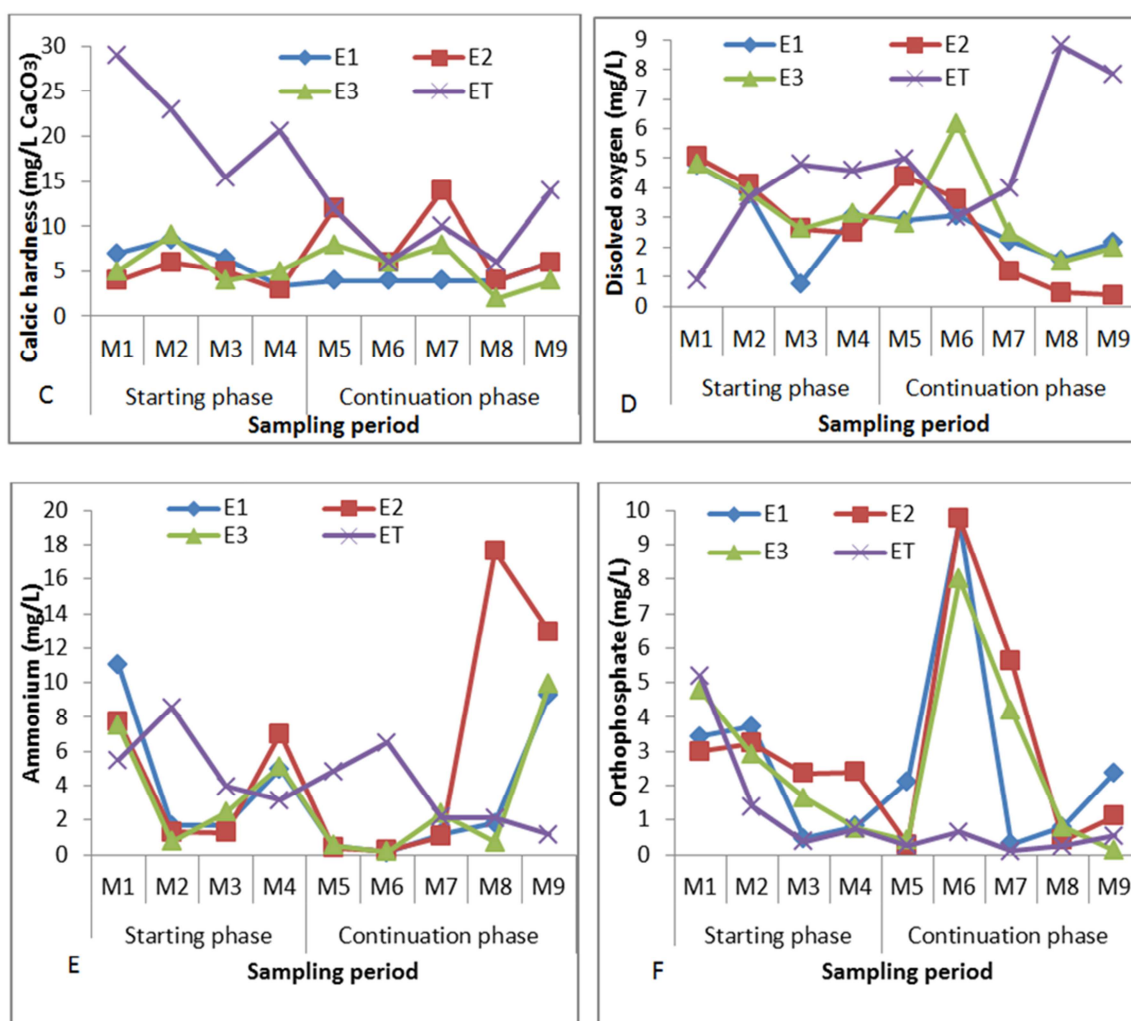 Calcic hardness (mg/L CaCO3)
30
25
20
15
10
5
0
E1 E2
E3 ET
M1 M2 M3 M4 M5 M6 M7 M8 M9
Starting phase Continuation phase
C
Sampling period
Disolved oxygen (mg/L)
9
8
7
6
5
4
3
2
1
0
E1 E2
E3 ET
M1 M2 M3 M4 M5 M6 M7 M8 M9
Starting phase Continuation phase
D
Sampling period
Ammonium (mg/L)
20
18
16
14
12
10
8
6
4
2
0
E1 E2
E3 ET
M1 M2 M3 M4 M5 M6 M7 M8 M9
Starting phase Continuation phase
E
Sampling period
Orthophosphate (mg/L)
10
9
8
7
6
5
4
3
2
1
0
E1 E2
E3 ET
M1 M2 M3 M4 M5 M6 M7 M8 M9
Starting phase Continuation phase
F
Sampling period